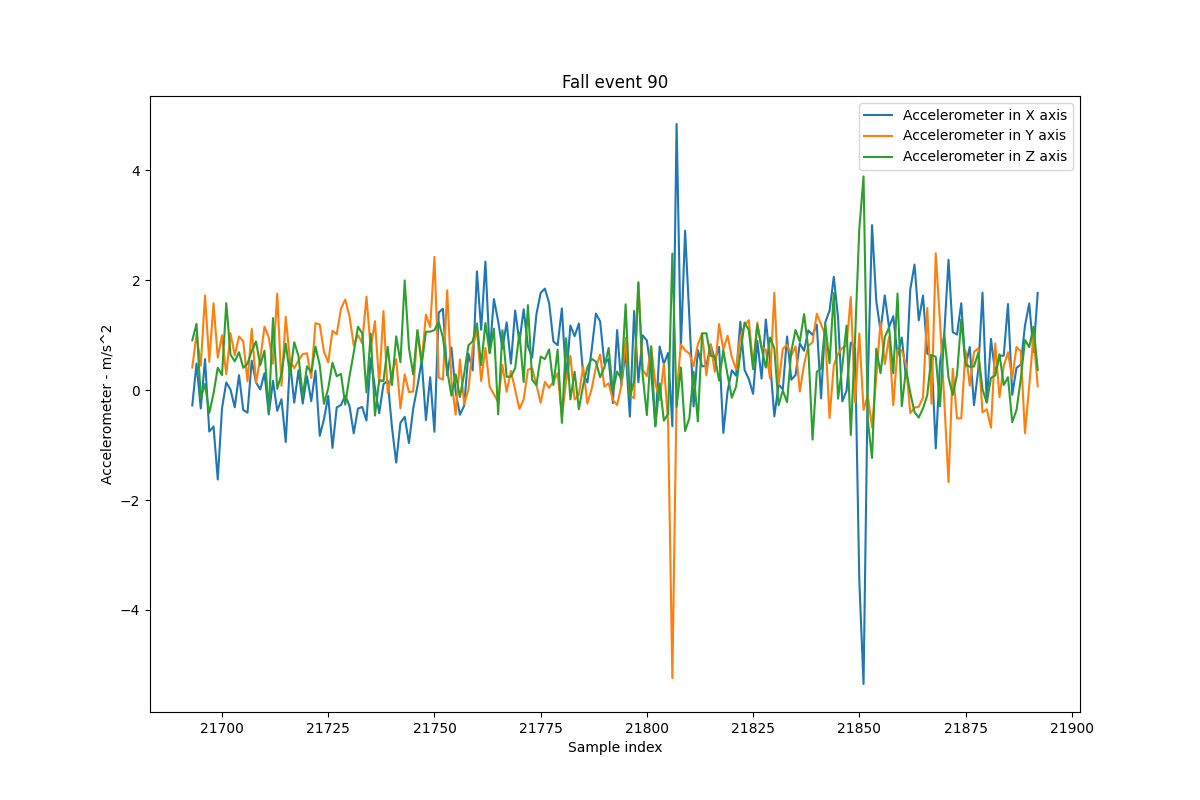 Fall event 90
Accelerometer in X axis
Accelerometer in Y axis
Accelerometer in Z axis
Accelerometer - m/s^2
4
2
0
−2
−4
21700 21725 21750 21775 21800 21825 21850 21875 21900
Sample index